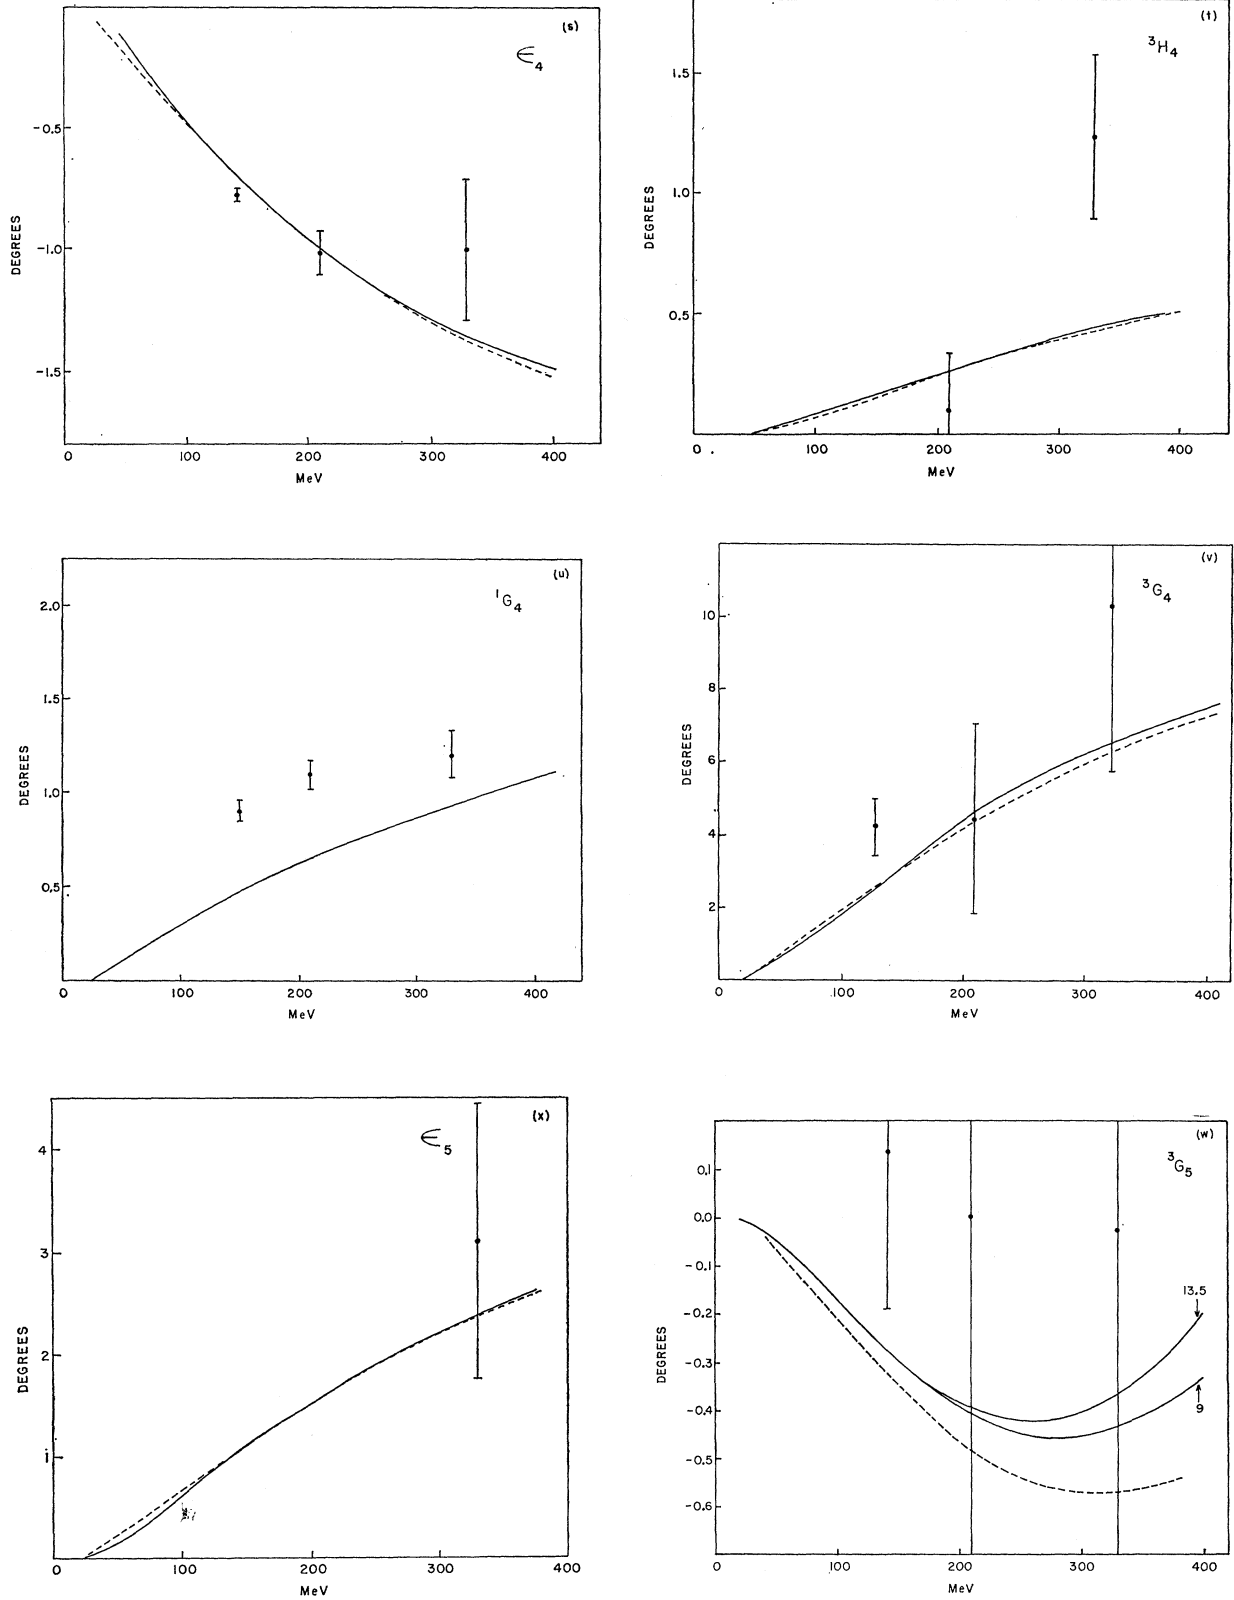 (s)
∈4
-0.5
-1.0
-1.5
DEGREES
0 100 200 300 400
MeV
(t)
3H4
1.5
1.0
0.5
DEGREES
0 100 200 300 400
MeV
(u)
1G4
2.0
1.5
1.0
0.5
DEGREES
0 100 200 300 400
MeV
(v)
3G4
10
8
6
4
2
DEGREES
0 100 200 300 400
MeV
(x)
∈5
4
3
2
1
DEGREES
0 100 200 300 400
MeV
(w)
3G5
0.1
0.0
-0.1
-0.2
-0.3
-0.4
-0.5
-0.6
13.5
9
DEGREES
0 100 200 300 400
MeV